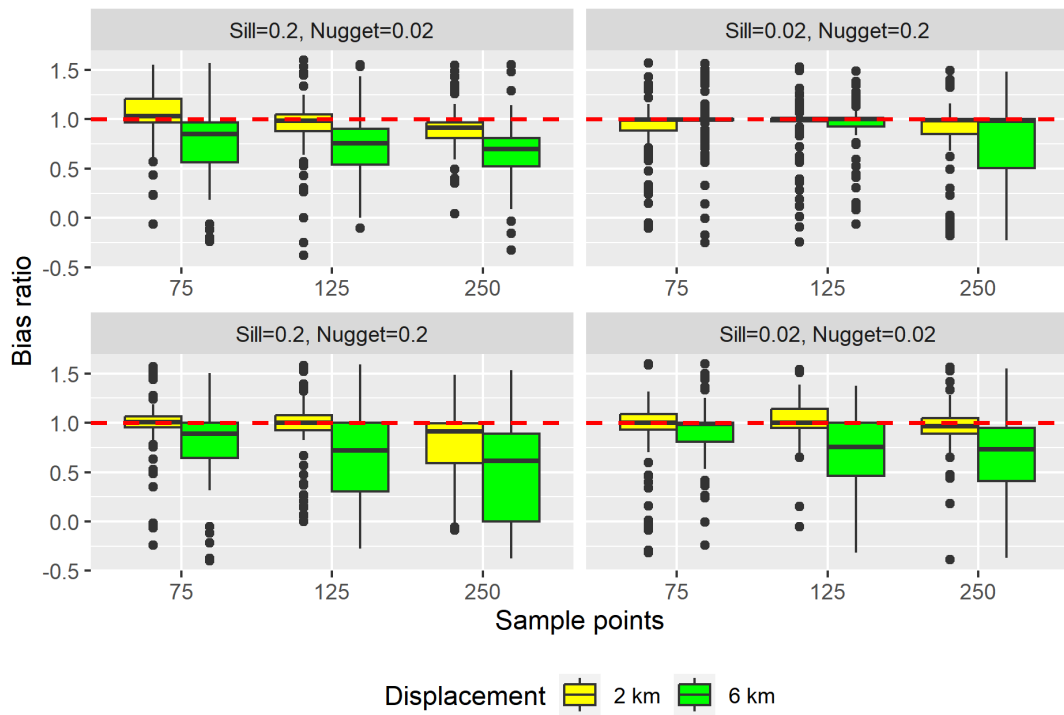 Sill=0.2, Nugget=0.02
Sill=0.02, Nugget=0.2
1.5
1.0
0.5
0.0
-0.5
75 125 250
75 125 250
Bias ratio
Sill=0.2, Nugget=0.2
Sill=0.02, Nugget=0.02
1.5
1.0
0.5
0.0
-0.5
75 125 250
75 125 250
Sample points
Displacement 2 km 6 km